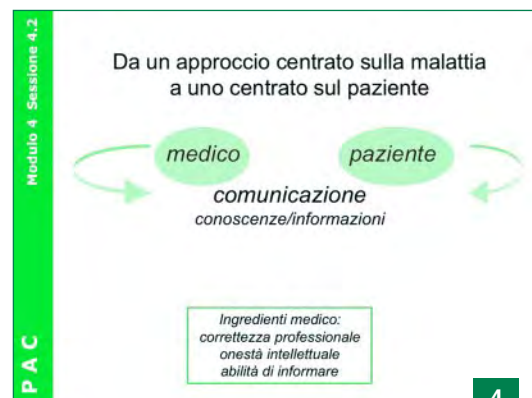 Modulo 4 Sessione 4.2
Da un approccio centrato sulla malattia
a uno centrato sul paziente
medico
paziente
comunicazione
conoscenze/informazioni
Ingredienti medico:
correttezza professionale
onestà intellettuale
abilità di informare
PAC
4